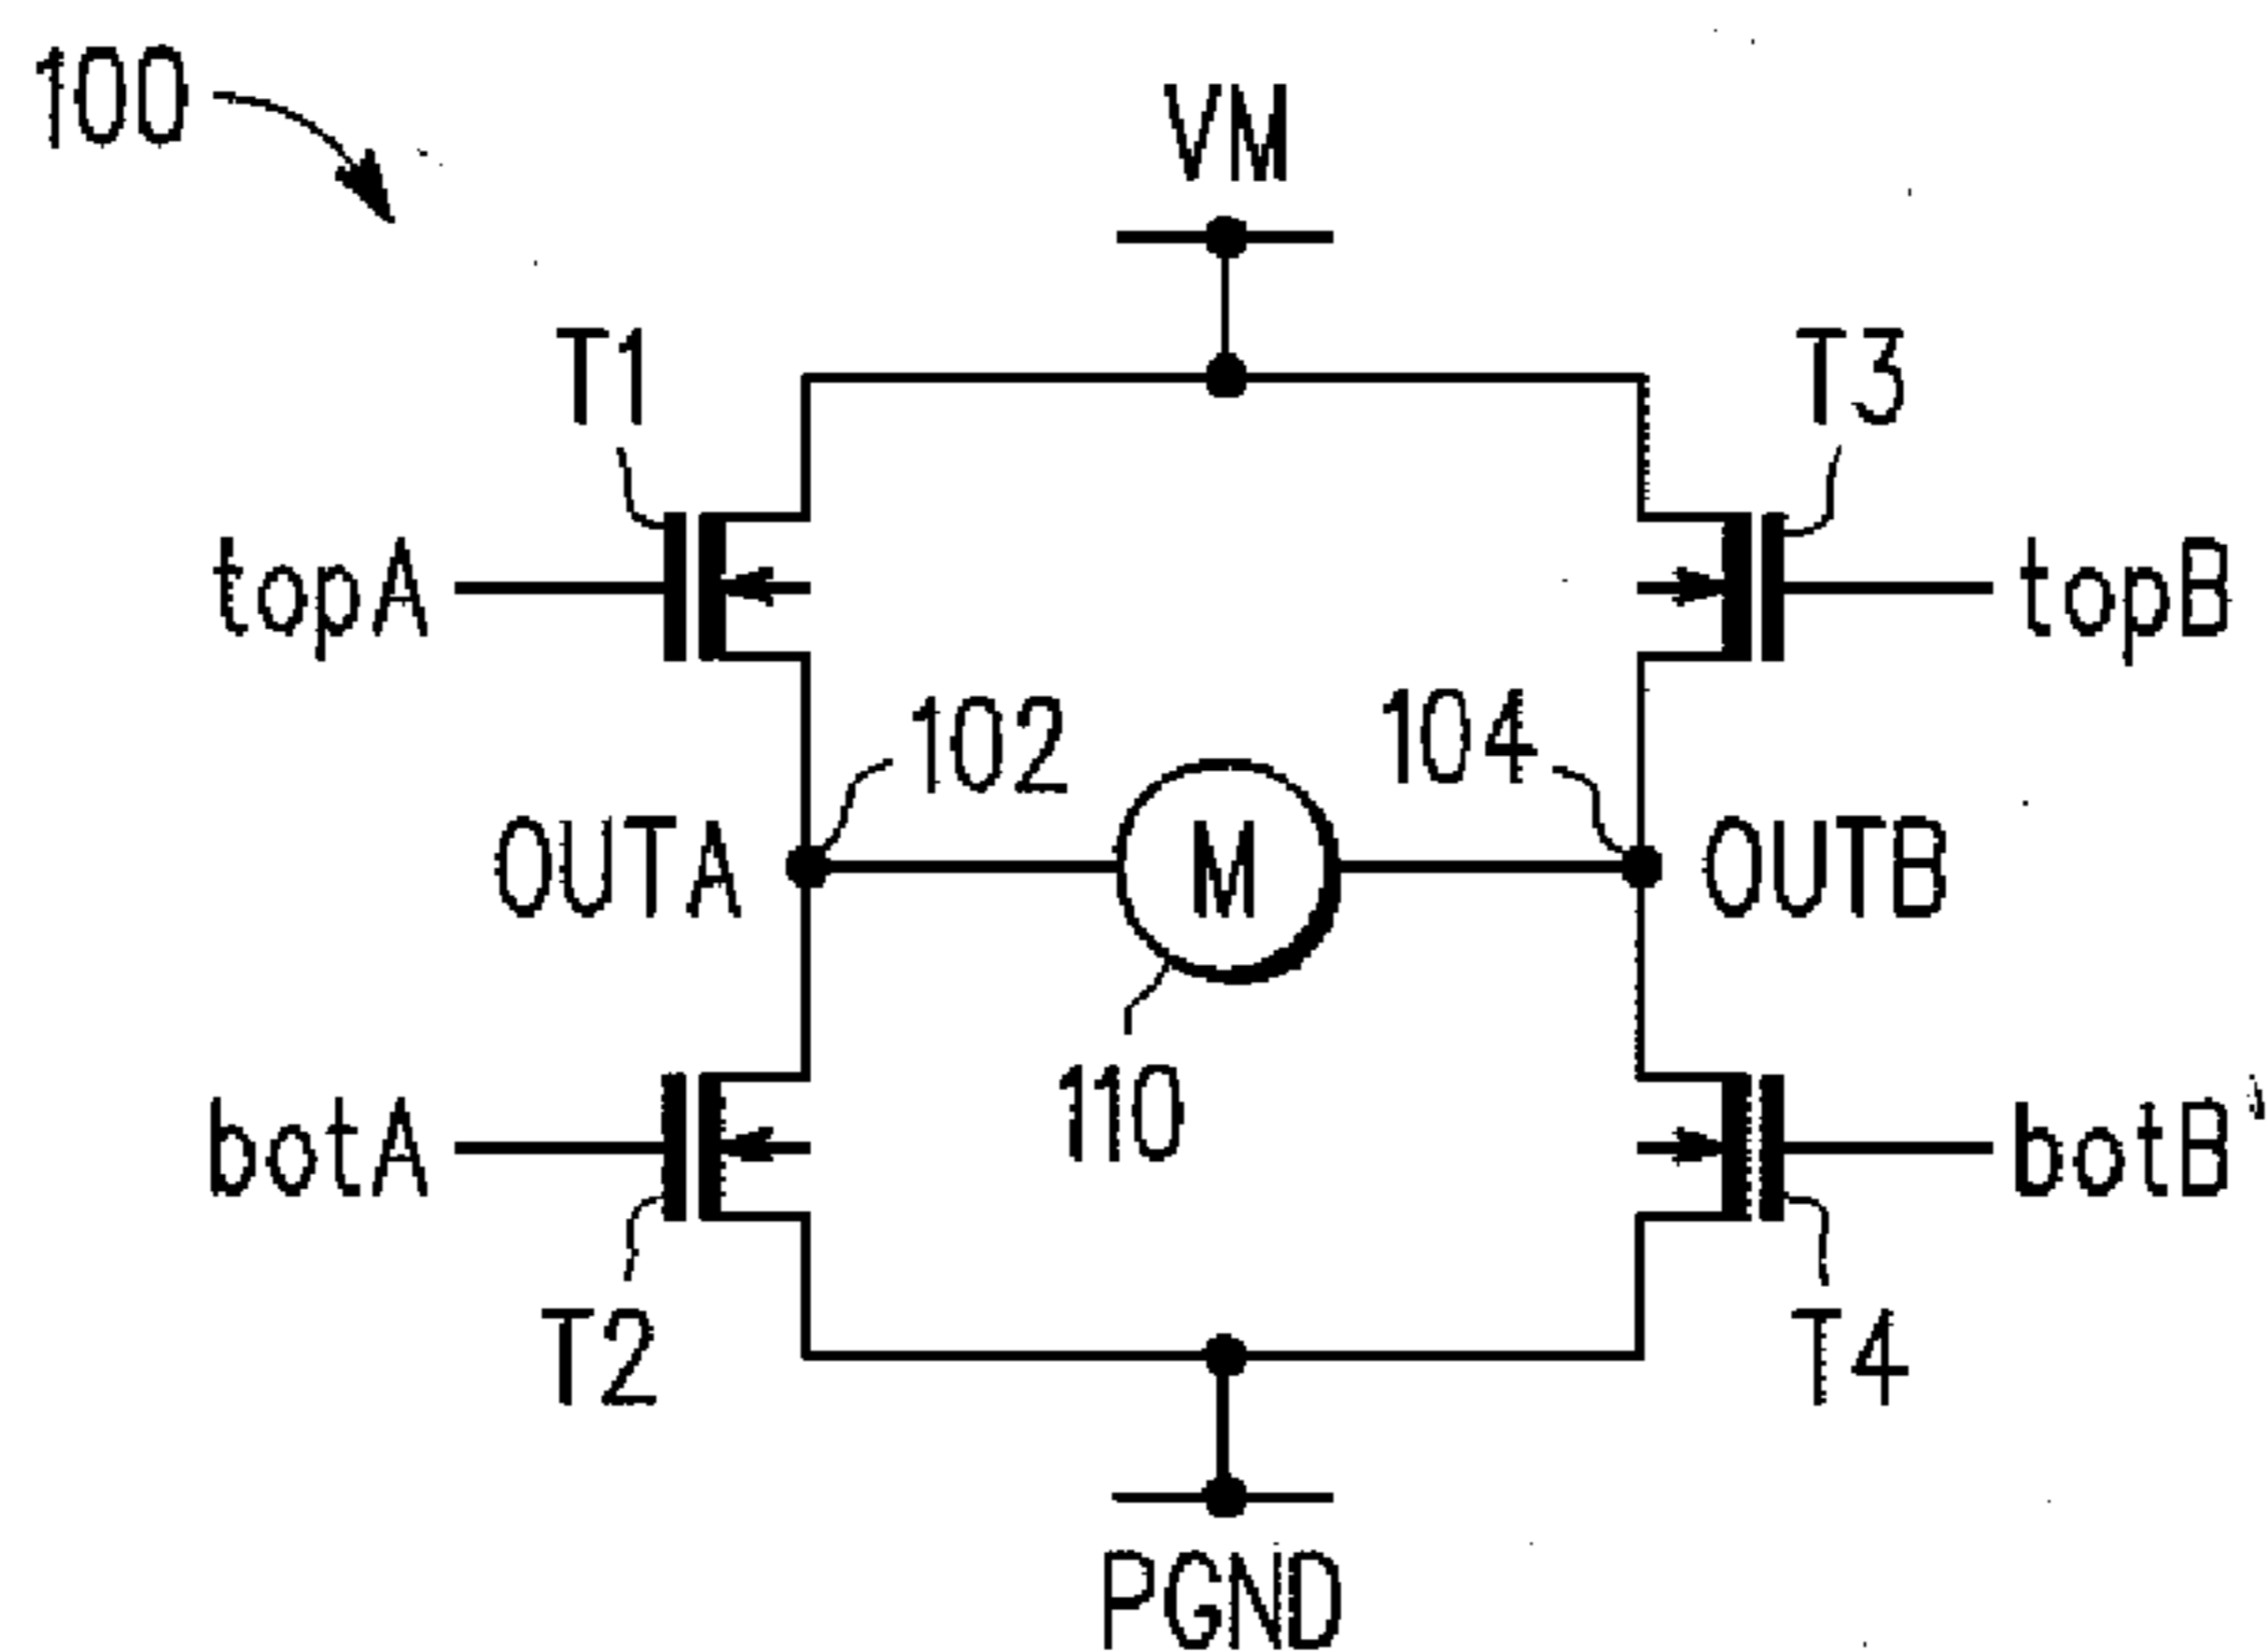 100
VM
T1
T3
topA
topB
102
104
OUTA
M
OUTB
110
botA
botB
T2
T4
PGND